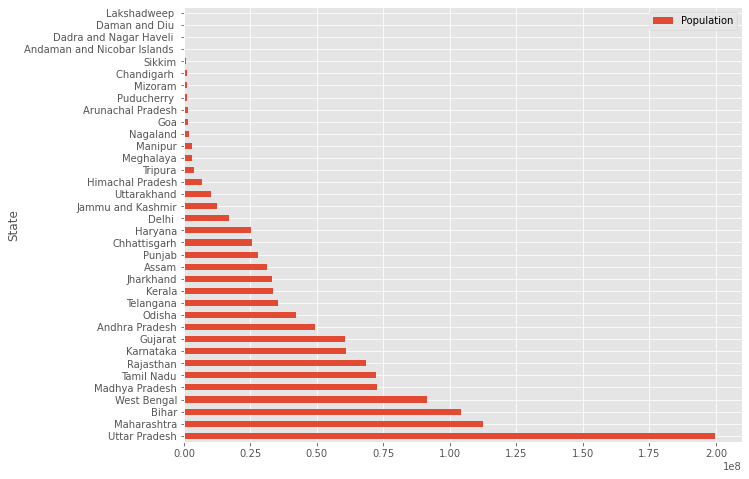 Lakshadweep
Daman and Diu
Dadra and Nagar Haveli
Andaman and Nicobar Islands
Sikkim
Chandigarh
Mizoram
Puducherry
Arunachal Pradesh
Goa
Nagaland
Manipur
Meghalaya
Tripura
Himachal Pradesh
Uttarakhand
Jammu and Kashmir
Delhi
Haryana
Chhattisgarh
Punjab
Assam
Jharkhand
Kerala
Telangana
Odisha
Andhra Pradesh
Gujarat
Karnataka
Rajasthan
Tamil Nadu
Madhya Pradesh
West Bengal
Bihar
Maharashtra
Uttar Pradesh
State
Population
0.00 0.25 0.50 0.75 1.00 1.25 1.50 1.75 2.00
1e8